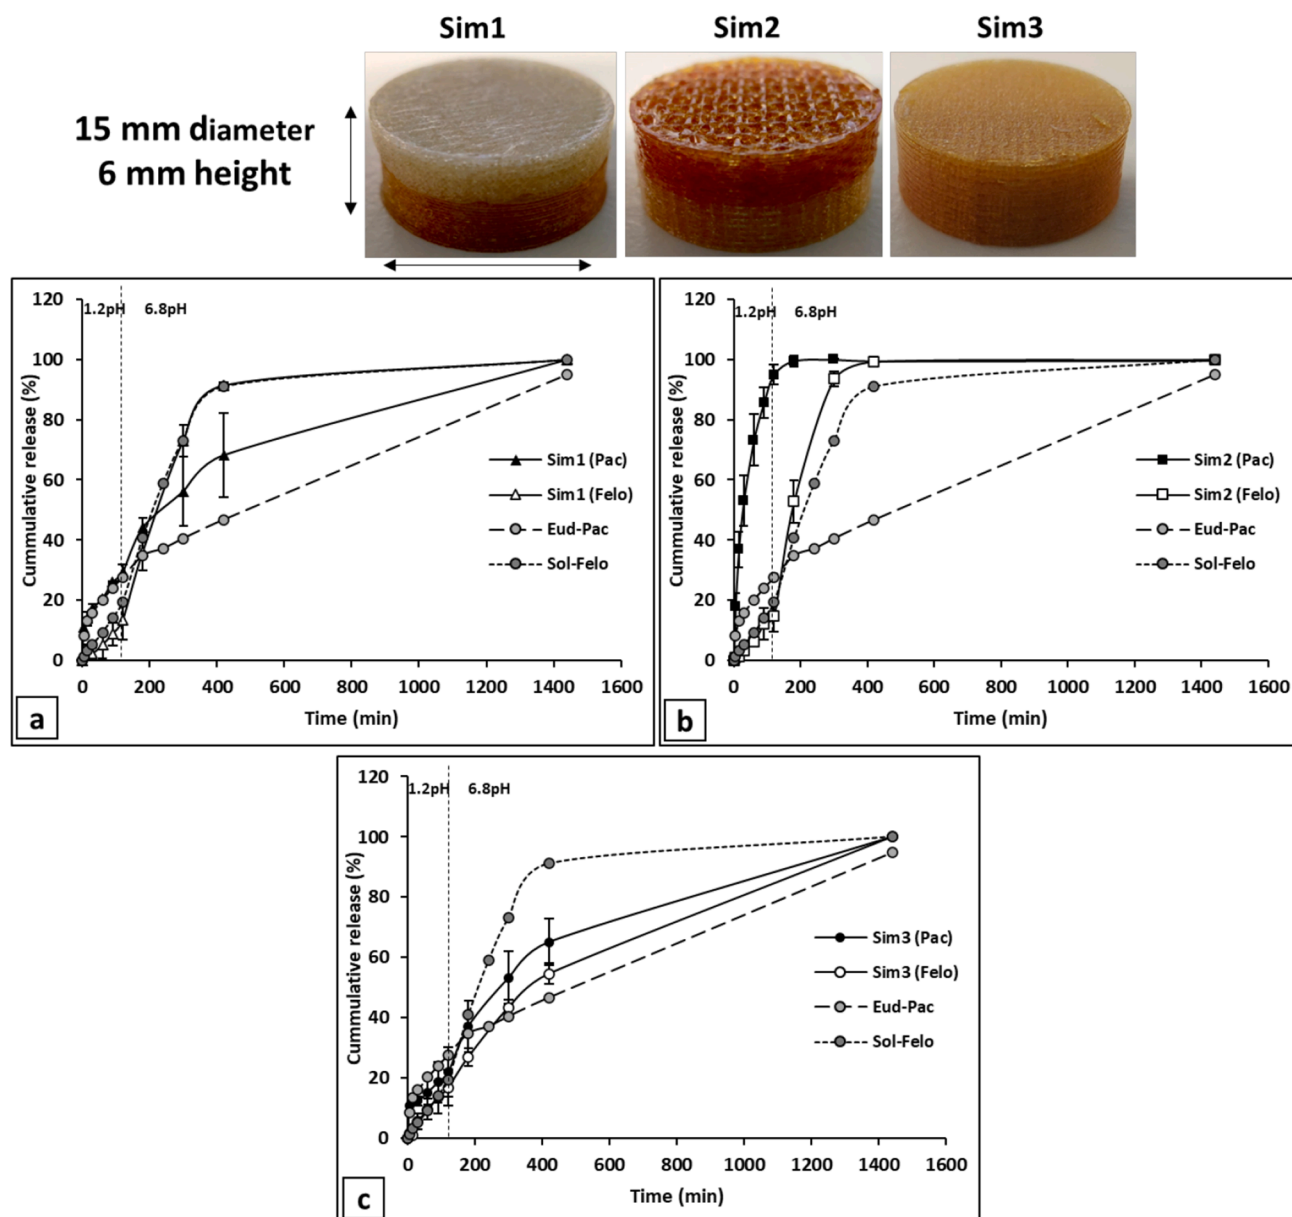 Sim1 Sim2 Sim3
15 mm diameter
6 mm height
120
100
80
60
40
20
0
Cummulative release (%)
1.2pH 6.8pH
Sim1 (Pac)
Sim1 (Felo)
Eud-Pac
Sol-Felo
0 200 400 600 800 1000 1200 1400 1600
Time (min)
a
120
100
80
60
40
20
0
Cummulative release (%)
1.2pH 6.8pH
Sim2 (Pac)
Sim2 (Felo)
Eud-Pac
Sol-Felo
0 200 400 600 800 1000 1200 1400 1600
Time (min)
b
120
100
80
60
40
20
0
Cummulative release (%)
1.2pH 6.8pH
Sim3 (Pac)
Sim3 (Felo)
Eud-Pac
Sol-Felo
0 200 400 600 800 1000 1200 1400 1600
Time (min)
c